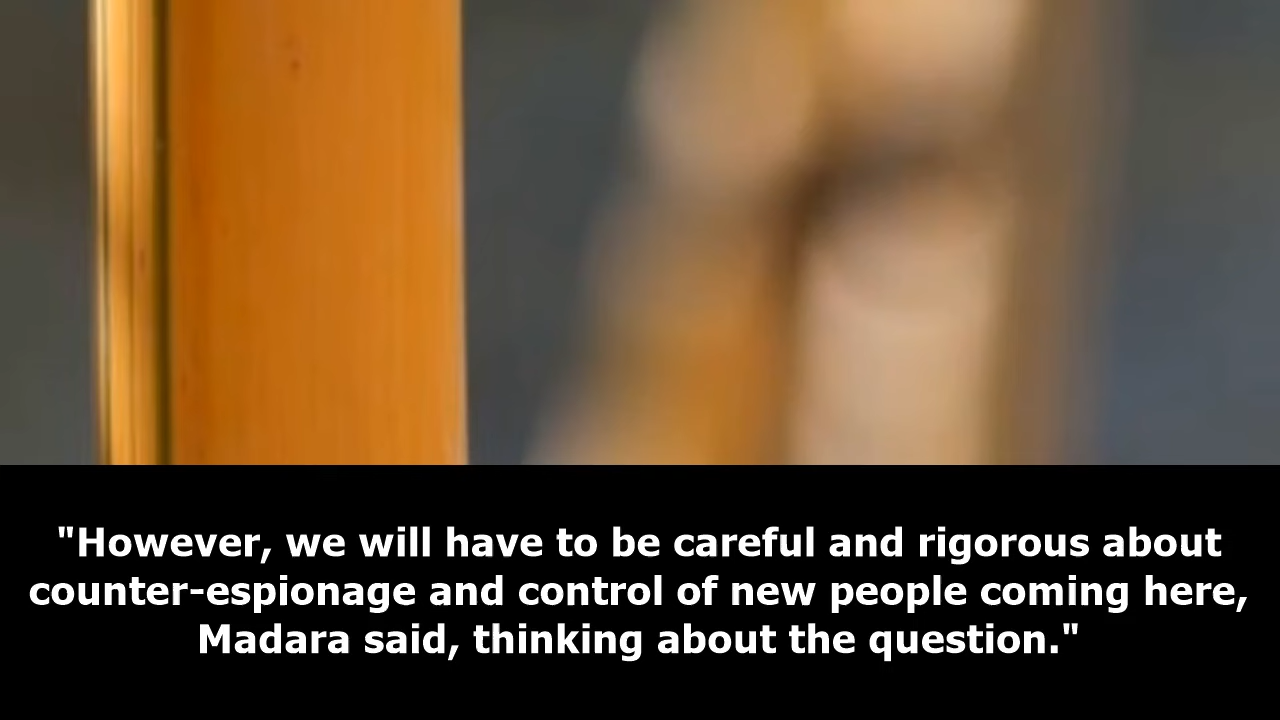 "However, we will have to be careful and rigorous about
counter-espionage and control of new people coming here,
Madara said, thinking about the question."